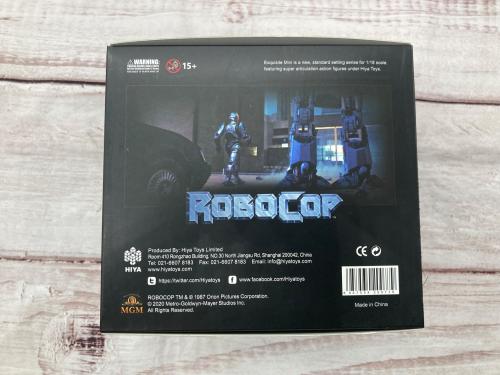 WARNING:
15+
Exquisite Mini is a new, standard setting series for 1/18 scale,
featuring super articulation action figures under Hiya Toys.
ROBOCOP
HIYA
Produced By: Hiya Toys Limited
Room-410 Rongzhao Building, NO.30 North Jiangxu Rd, Shanghai 200042, China
Tel: 021-6607 8183 Fax: 021-6607 8183 Email: info@hiyatoys.com
hiyatoys.com
https://twitter.com/Hiyatoys
www.facebook.com/hiyatoys
CE
MGM
ROBOCOP TM & © 1987 Orion Pictures Corporation.
© 2020 Metro-Goldwyn-Mayer Studios Inc.
All Rights Reserved.
Made in China